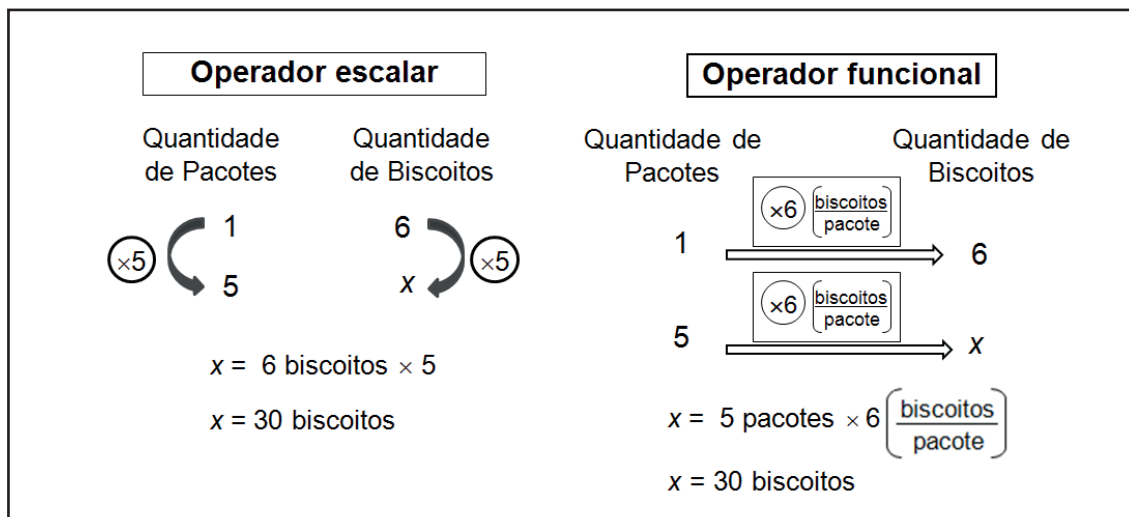 Operador escalar
Quantidade de Pacotes
Quantidade de Biscoitos
1 6
×5 ×5
5 x
x = 6 biscoitos × 5
x = 30 biscoitos
Operador funcional
Quantidade de Pacotes
Quantidade de Biscoitos
×6 (biscoitos/pacote)
1 6
×6 (biscoitos/pacote)
5 x
x = 5 pacotes × 6 (biscoitos/pacote)
x = 30 biscoitos